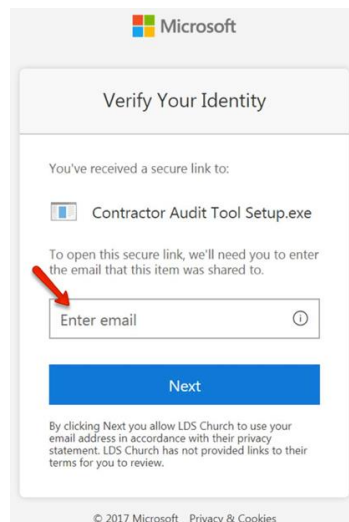 Microsoft
Verify Your Identity
You've received a secure link to:
Contractor Audit Tool Setup.exe
To open this secure link, we'll need you to enter
the email that this item was shared to.
Enter email
Next
By clicking Next you allow LDS Church to use your
email address in accordance with their privacy
statement. LDS Church has not provided links to their
terms for you to review.
© 2017 Microsoft Privacy & Cookies